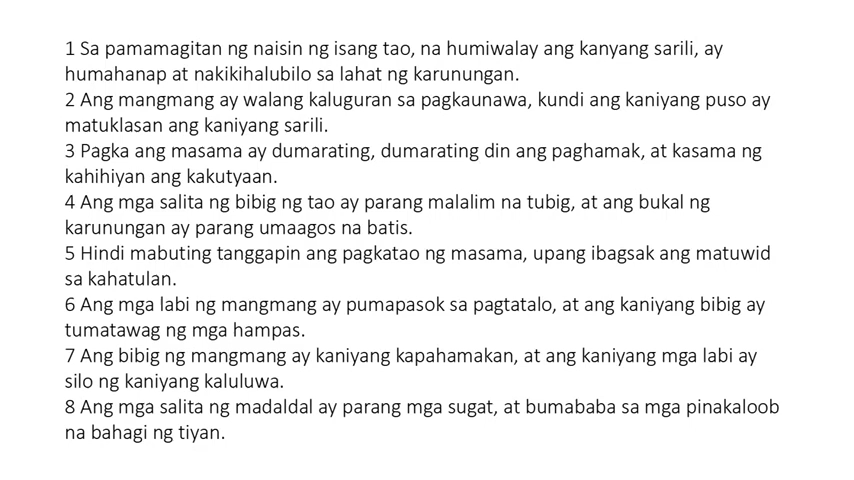 1 Sa pamamagitan ng naisin ng isang tao, na humiwalay ang kanyang sarili, ay
humahanap at nakikihalubilo sa lahat ng karunungan.
2 Ang mangmang ay walang kaluguran sa pagkaunawa, kundi ang kaniyang puso ay
matuklasan ang kaniyang sarili.
3 Pagka ang masama ay dumarating, dumarating din ang paghamak, at kasama ng
kahihiyan ang kakutyaan.
4 Ang mga salita ng bibig ng tao ay parang malalim na tubig, at ang bukal ng
karunungan ay parang umaagos na batis.
5 Hindi mabuting tanggapin ang pagkatao ng masama, upang ibagsak ang matuwid
sa kahatulan.
6 Ang mga labi ng mangmang ay pumapasok sa pagtatalo, at ang kaniyang bibig ay
tumatawag ng mga hampas.
7 Ang bibig ng mangmang ay kaniyang kapahamakan, at ang kaniyang mga labi ay
silo ng kaniyang kaluluwa.
8 Ang mga salita ng madaldal ay parang mga sugat, at bumababa sa mga pinakaloob
na bahagi ng tiyan.